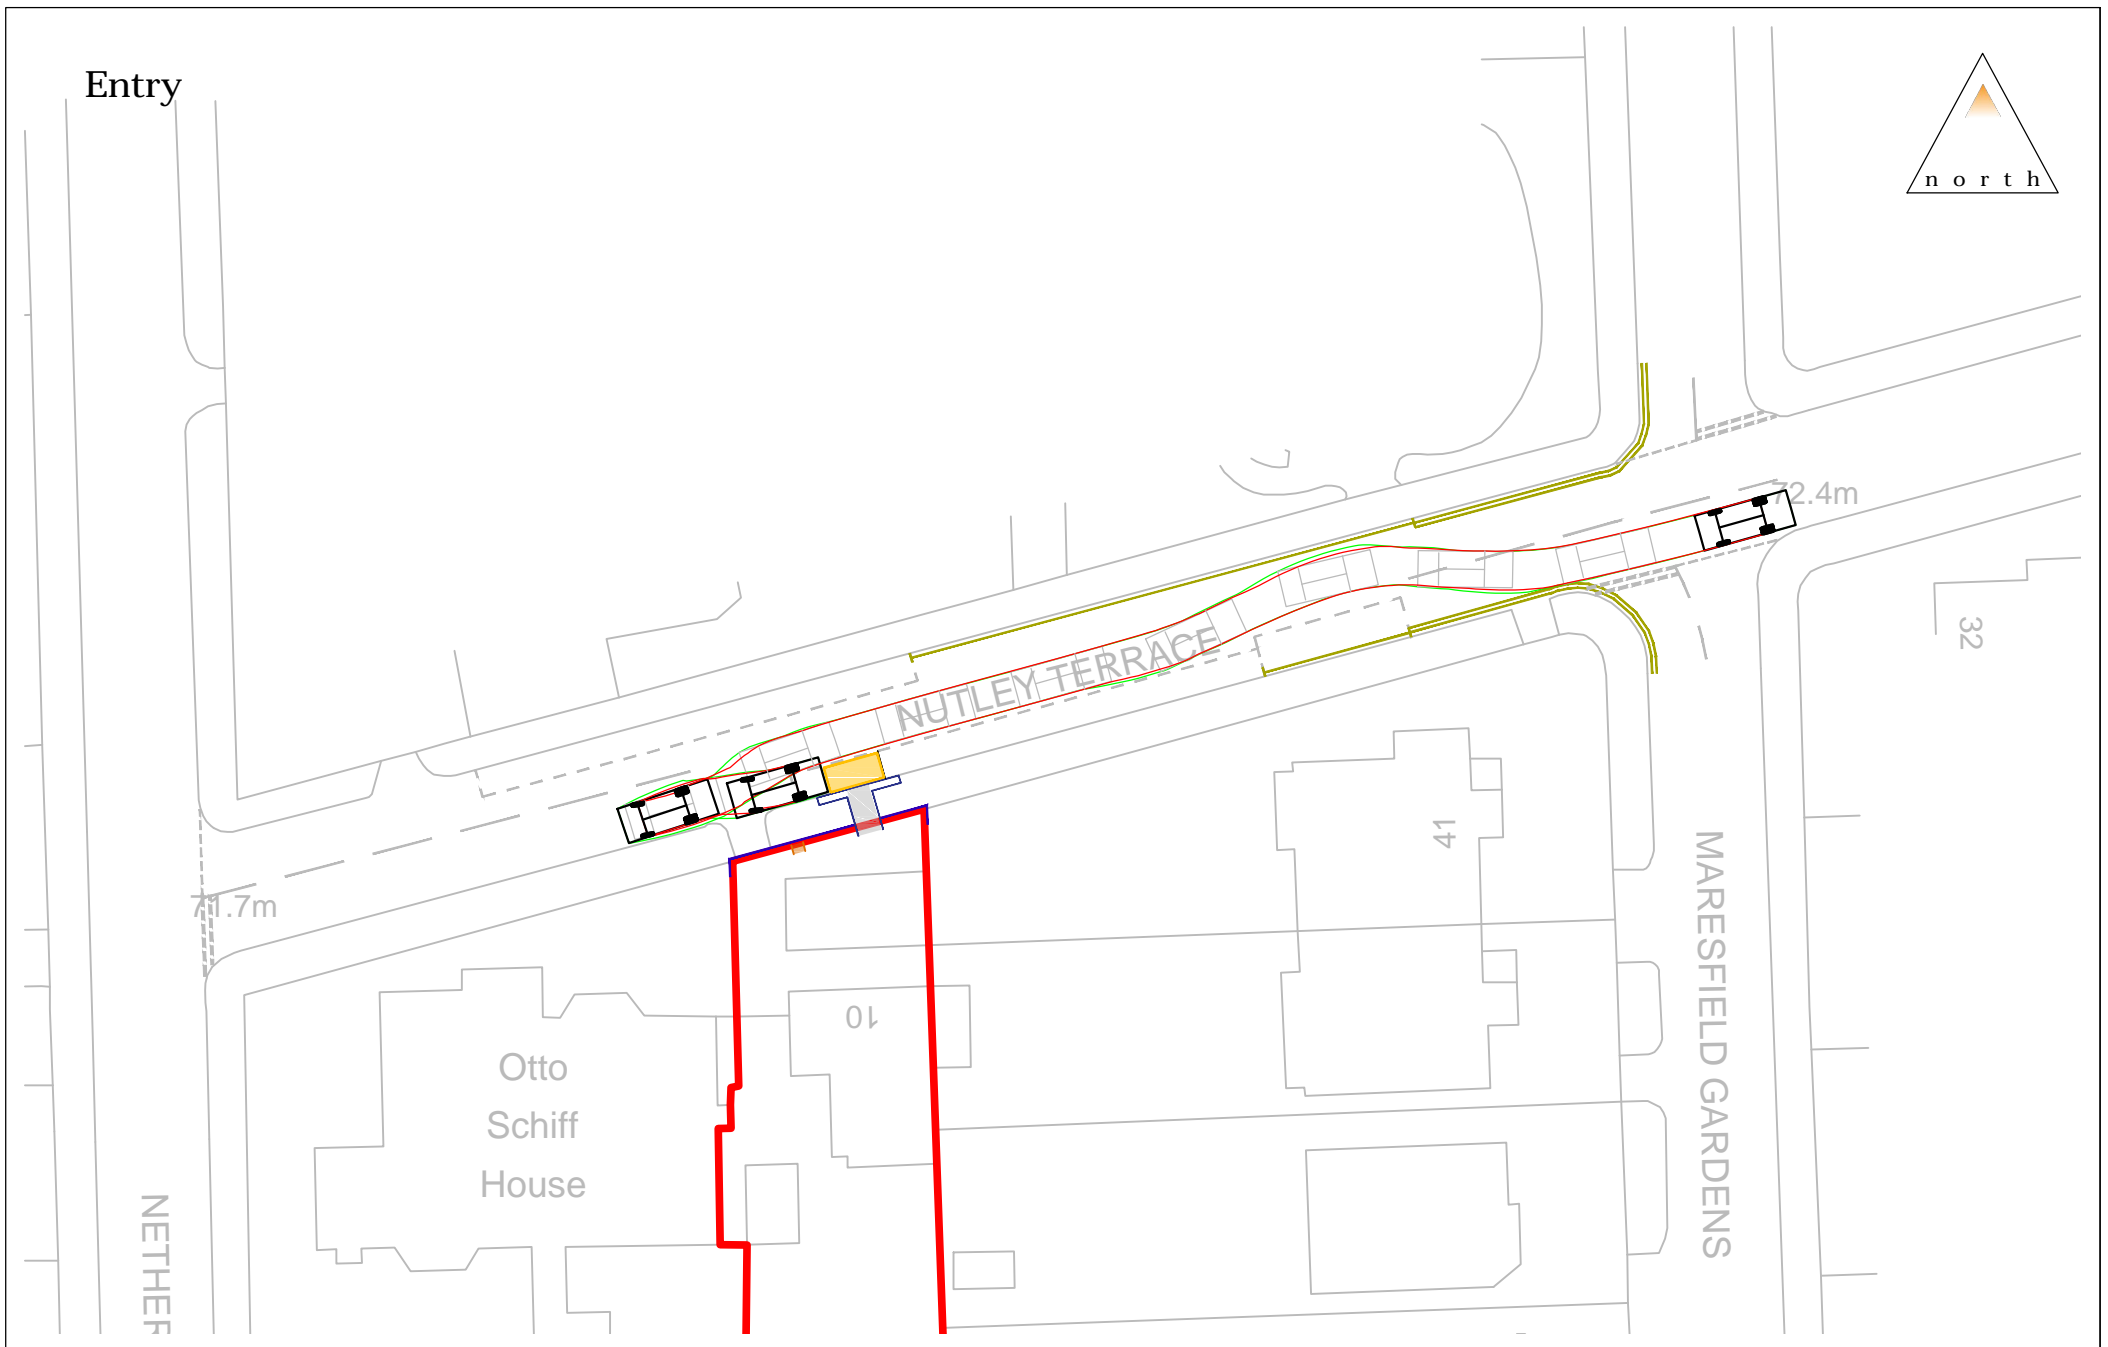 Entry
north
72.4m
32
NUTLEY TERRACE
41
71.7m
MARESFIELD GARDENS
10
Otto
Schiff
House
NETHER